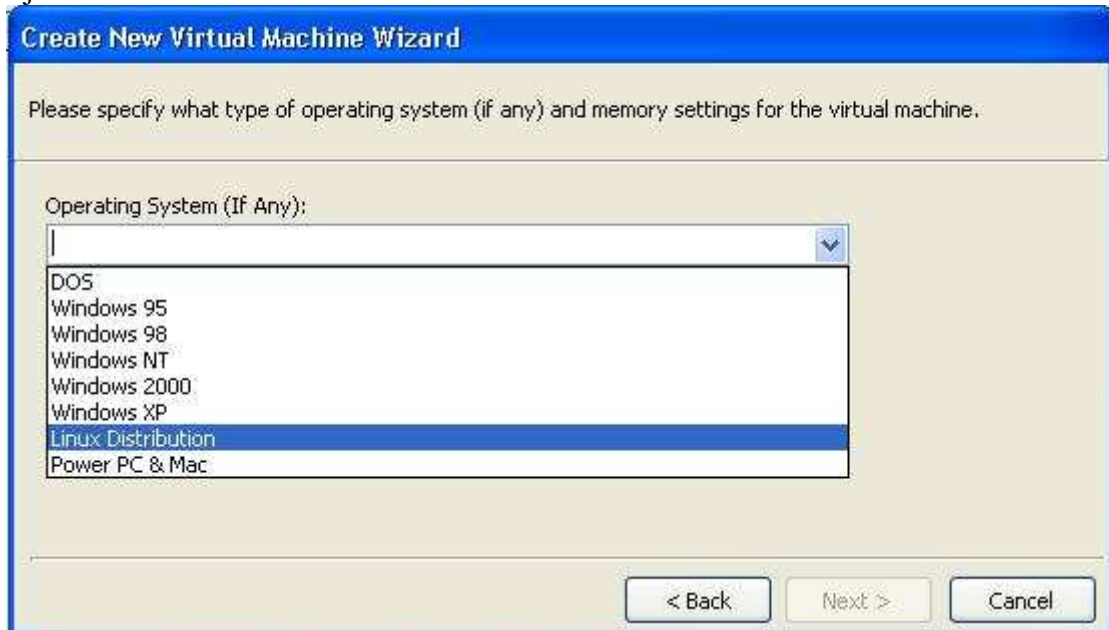 Create New Virtual Machine Wizard
Please specify what type of operating system (if any) and memory settings for the virtual machine.
Operating System (If Any):
DOS
Windows 95
Windows 98
Windows NT
Windows 2000
Windows XP
Linux Distribution
Power PC & Mac
< Back Next > Cancel